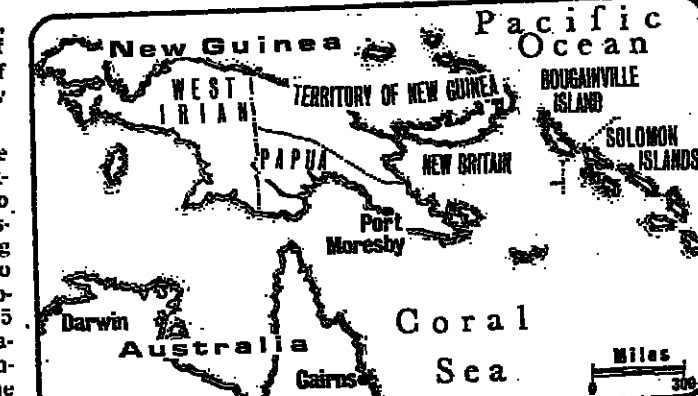 Pacific
Ocean
New Guinea
WEST
IRIAN
TERRITORY OF NEW GUINEA
BOUGAINVILLE
ISLAND
SOLOMON
ISLANDS
PAPUA
NEW BRITAIN
Port
Moresby
Darwin
Australia
Cairns
Coral
Sea
Miles
0 300